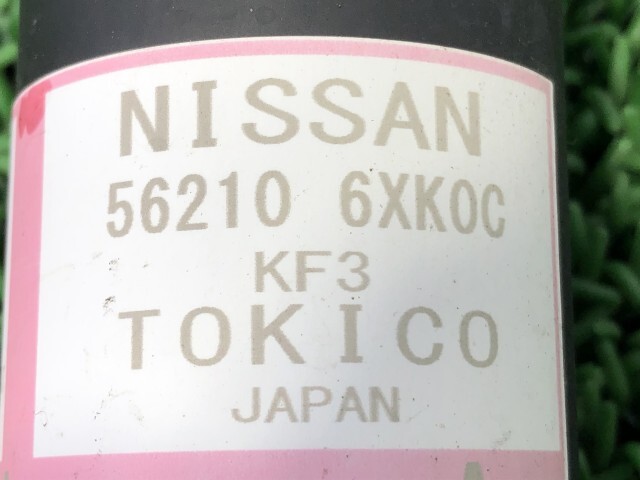 NISSAN
56210 6XK0C
KF3
TOKICO
JAPAN